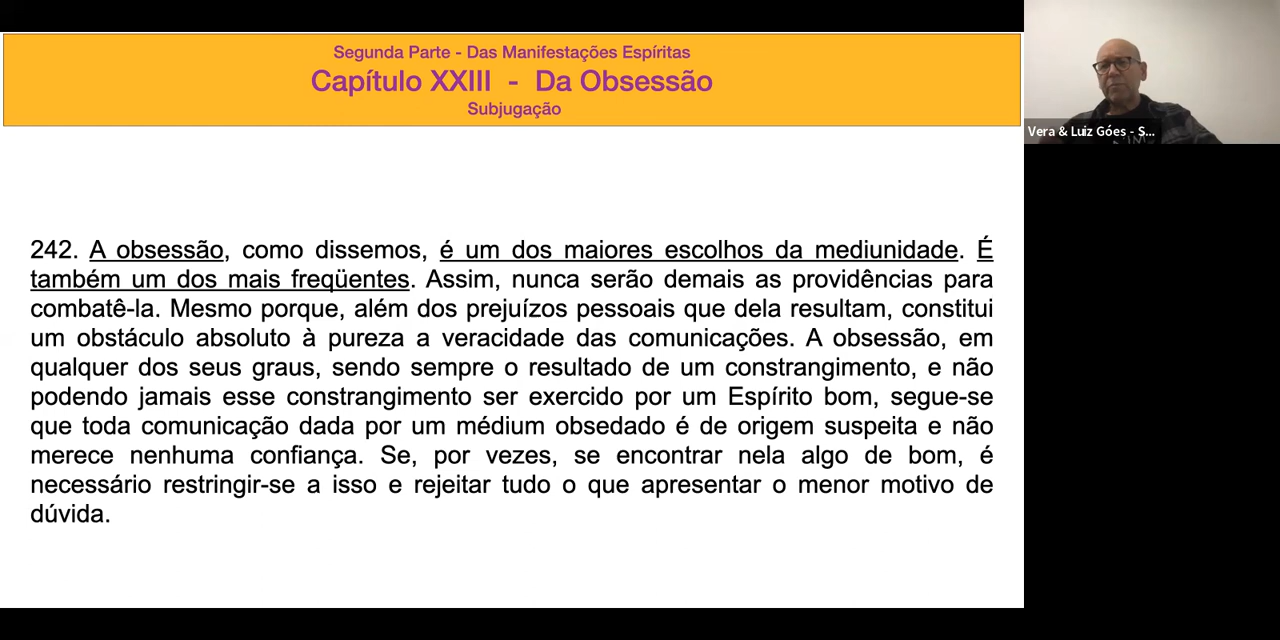 Segunda Parte - Das Manifestações Espíritas
Capítulo XXIII - Da Obsessão
Subjugação
Vera & Luiz Góes - S...
242. A obsessão, como dissemos, é um dos maiores escolhos da mediunidade. É
também um dos mais freqüentes. Assim, nunca serão demais as providências para
combatê-la. Mesmo porque, além dos prejuízos pessoais que dela resultam, constitui
um obstáculo absoluto à pureza a veracidade das comunicações. A obsessão, em
qualquer dos seus graus, sendo sempre o resultado de um constrangimento, e não
podendo jamais esse constrangimento ser exercido por um Espírito bom, segue-se
que toda comunicação dada por um médium obsedado é de origem suspeita e não
merece nenhuma confiança. Se, por vezes, se encontrar nela algo de bom, é
necessário restringir-se a isso e rejeitar tudo o que apresentar o menor motivo de
dúvida.